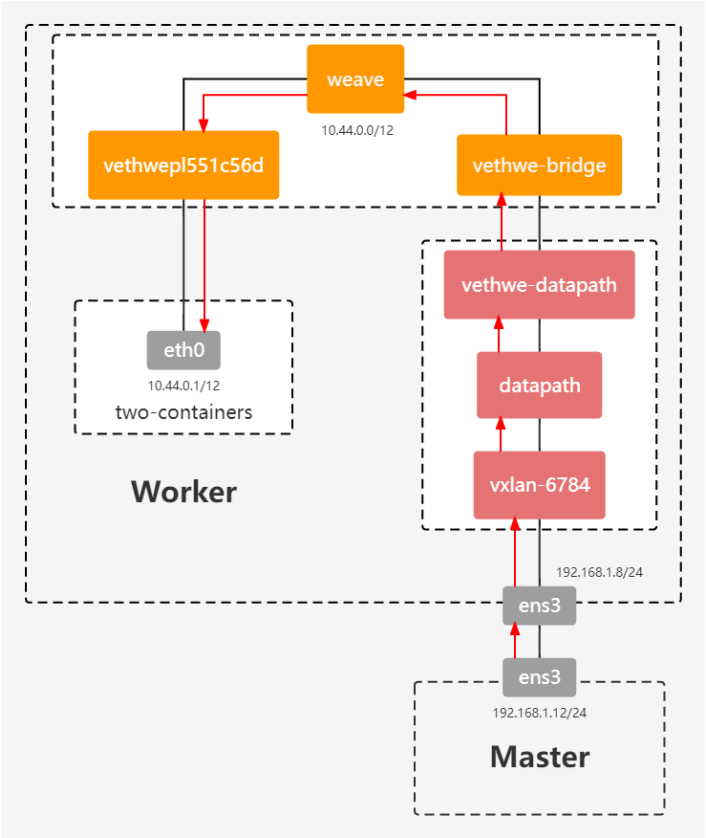 weave
10.44.0.0/12
vethwepl551c56d
vethwe-bridge
vethwe-datapath
eth0
10.44.0.1/12
two-containers
datapath
Worker
vxlan-6784
192.168.1.8/24
ens3
ens3
192.168.1.12/24
Master